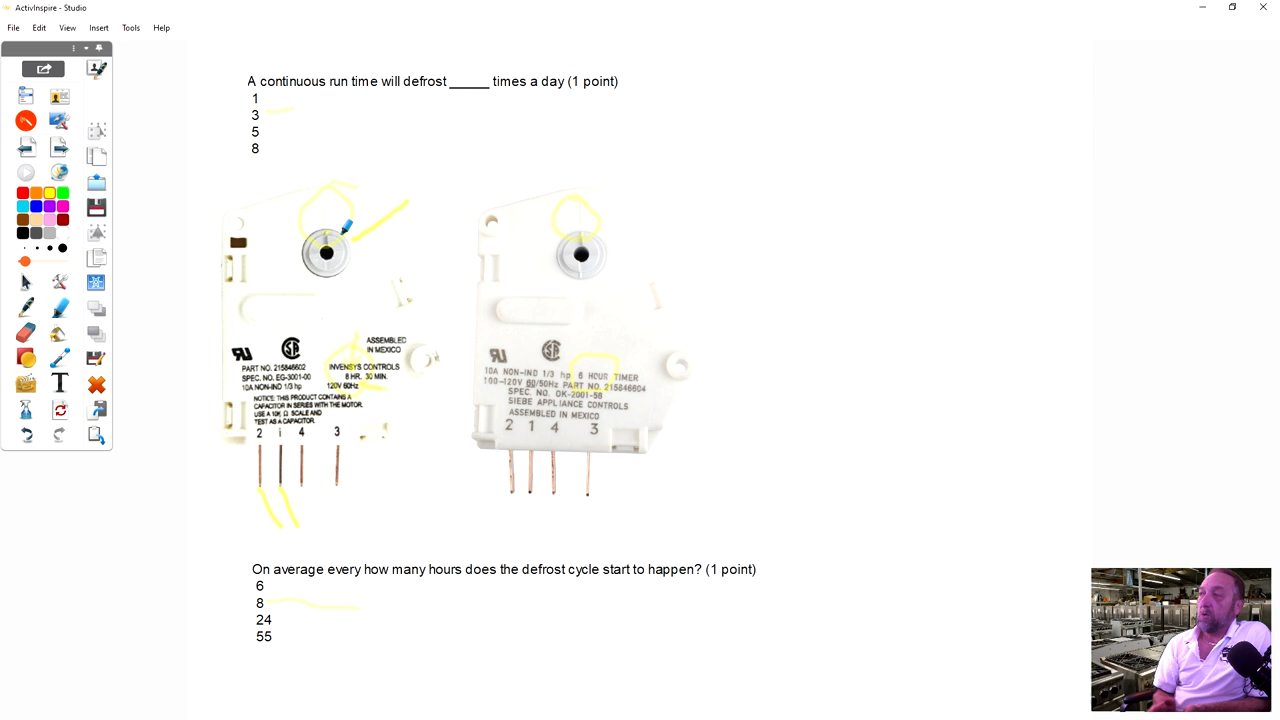 ActivInspire - Studio
File Edit View Insert Tools Help
A continuous run time will defrost _____ times a day (1 point)
1
3
5
8
ASSEMBLED
IN MEXICO
PART NO. 215846602
SPEC. NO. EG-3001-00
10A NON-IND 1/3 hp
INVENSYS CONTROLS
8 HR. 30 MIN.
120V 60Hz
NOTICE: THIS PRODUCT CONTAINS A
CAPACITOR IN SERIES WITH THE MOTOR.
USE A 10K Ω SCALE AND
TEST AS A CAPACITOR.
2 1 4 3
10A NON-IND 1/3 hp 6 HOUR TIMER
100-120V 60/50Hz PART NO. 215846604
SPEC. NO. OK-2001-58
SIEBE APPLIANCE CONTROLS
ASSEMBLED IN MEXICO
2 1 4 3
On average every how many hours does the defrost cycle start to happen? (1 point)
6
8
24
55